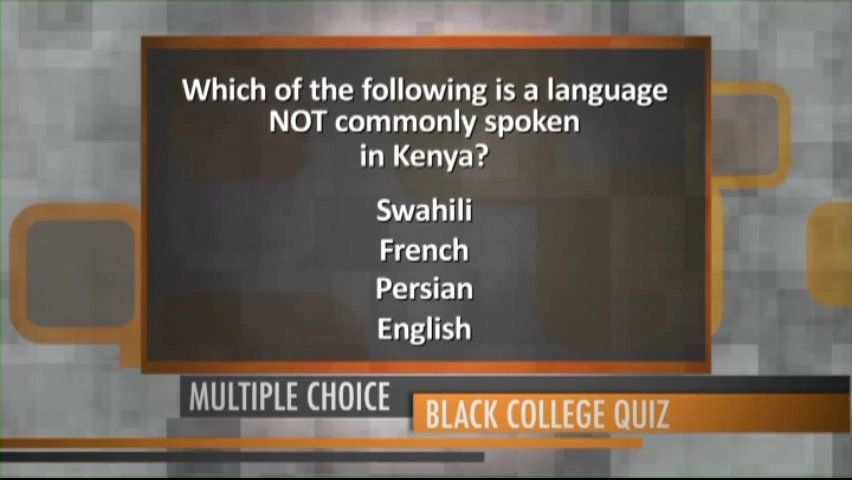 Which of the following is a language
NOT commonly spoken
in Kenya?
Swahili
French
Persian
English
MULTIPLE CHOICE
BLACK COLLEGE QUIZ